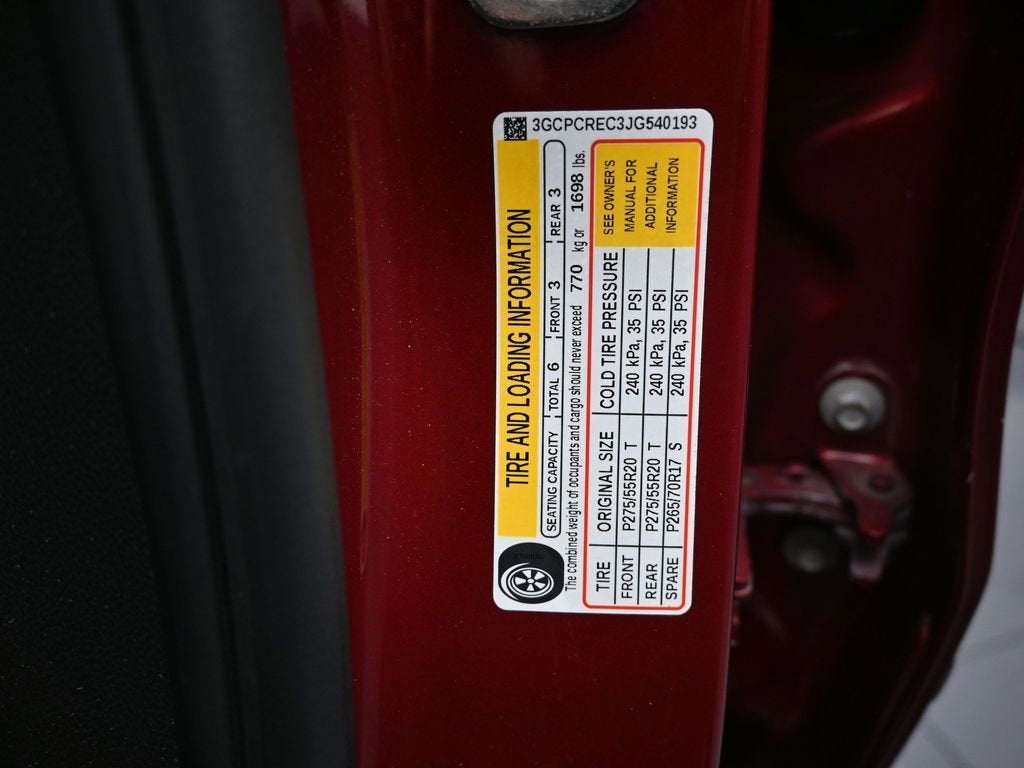 3GCPCREC3JG540193
TIRE AND LOADING INFORMATION
SEATING CAPACITY TOTAL 6 FRONT 3 REAR 3
The combined weight of occupants and cargo should never exceed 770 kg or 1698 lbs.
TIRE ORIGINAL SIZE COLD TIRE PRESSURE
FRONT P275/55R20 T 240 kPa, 35 PSI
REAR P275/55R20 T 240 kPa, 35 PSI
SPARE P265/70R17 S 240 kPa, 35 PSI
SEE OWNER'S
MANUAL FOR
ADDITIONAL
INFORMATION